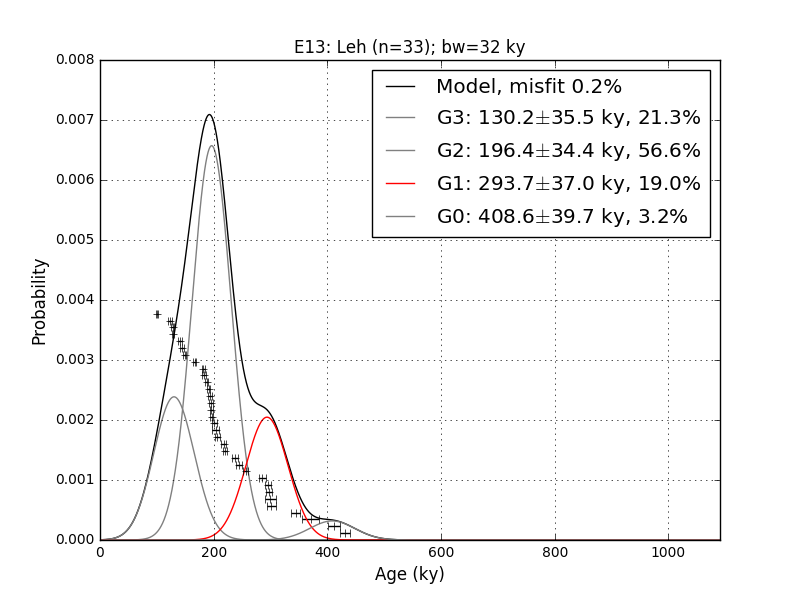 E13: Leh (n=33); bw=32 ky
0.008
0.007
0.006
0.005
0.004
0.003
0.002
0.001
0.000
Probability
Model, misfit 0.2%
G3: 130.2±35.5 ky, 21.3%
G2: 196.4±34.4 ky, 56.6%
G1: 293.7±37.0 ky, 19.0%
G0: 408.6±39.7 ky, 3.2%
0 200 400 600 800 1000
Age (ky)